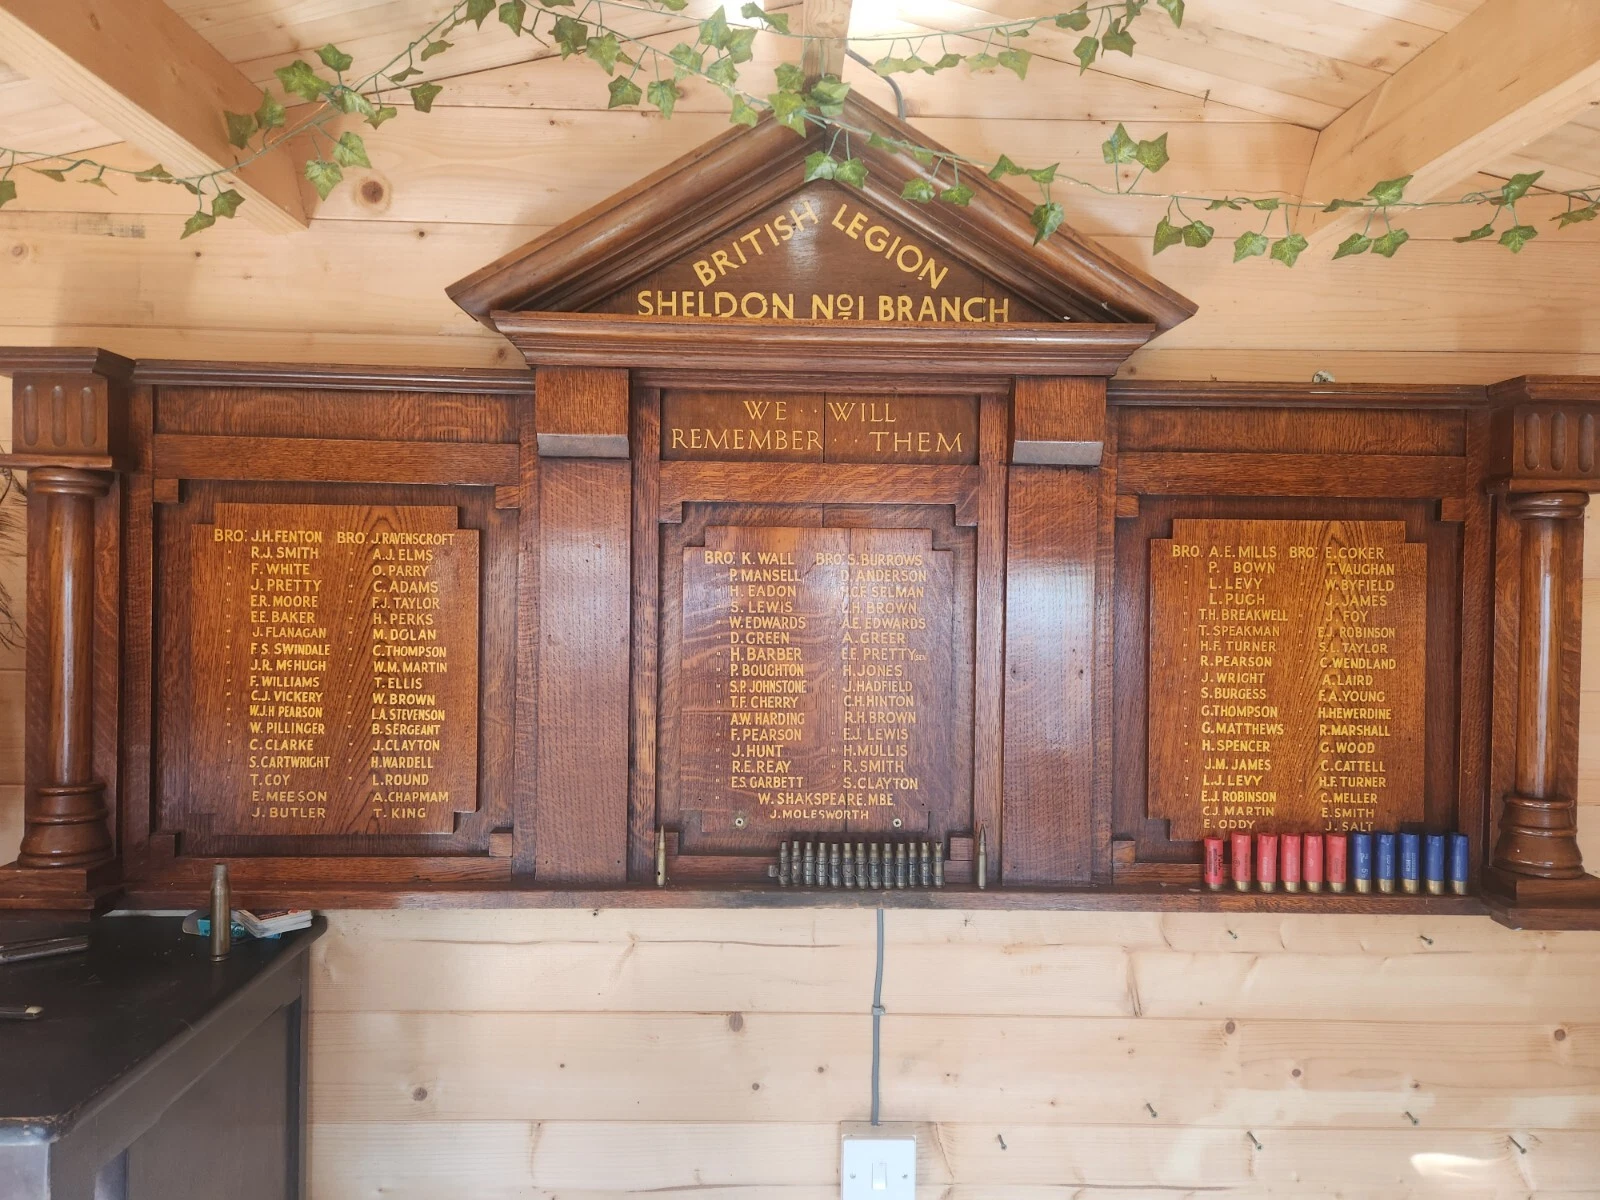 BRITISH LEGION
SHELDON Nº1 BRANCH
WE · · WILL
REMEMBER · · THEM
BRO. J.H. FENTON BRO. J. RAVENSCROFT
" R.J. SMITH " A.J. ELMS
" F. WHITE " O. PARRY
" J. PRETTY " C. ADAMS
" E.R. MOORE " F.J. TAYLOR
" E.E. BAKER " H. PERKS
" J. FLANAGAN " M. DOLAN
" F.S. SWINDALE " C. THOMPSON
" J.R. McHUGH " W.M. MARTIN
" F. WILLIAMS " T. ELLIS
" C.J. VICKERY " W. BROWN
" W.J.H PEARSON " L.A. STEVENSON
" W. PILLINGER " B. SERGEANT
" C. CLARKE " J. CLAYTON
" S. CARTWRIGHT " H. WARDELL
" T. COY " L. ROUND
" E. MEESON " A. CHAPMAM
" J. BUTLER " T. KING
BRO. K. WALL BRO. S. BURROWS
" P. MANSELL " D. ANDERSON
" H. EADON " H.C.F. SELMAN
" S. LEWIS " L.H. BROWN
" W. EDWARDS " A.E. EDWARDS
" D. GREEN " A. GREER
" H. BARBER " E.E. PRETTY SEN
" P. BOUGHTON " H. JONES
" S.P. JOHNSTONE " J. HADFIELD
" T.F. CHERRY " C.H. HINTON
" A.W. HARDING " R.H. BROWN
" F. PEARSON " E.J. LEWIS
" J. HUNT " H. MULLIS
" R.E. REAY " R. SMITH
" E.S. GARBETT " S. CLAYTON
" W. SHAKSPEARE, MBE
" J. MOLESWORTH
BRO. A.E. MILLS BRO. E. COKER
" P. BOWN " T. VAUGHAN
" L. LEVY " W. BYFIELD
" L. PUGH " J. JAMES
" T.H. BREAKWELL " J. FOY
" T. SPEAKMAN " E.J. ROBINSON
" H.F. TURNER " S.L. TAYLOR
" R. PEARSON " C. WENDLAND
" J. WRIGHT " A. LAIRD
" S. BURGESS " F.A. YOUNG
" G. THOMPSON " H. HEWERDINE
" G. MATTHEWS " R. MARSHALL
" H. SPENCER " G. WOOD
" J.M. JAMES " C. CATTELL
" L.J. LEVY " H.F. TURNER
" E.J. ROBINSON " C. MELLER
" C.J. MARTIN " E. SMITH
" E. ODDY " J. SALT